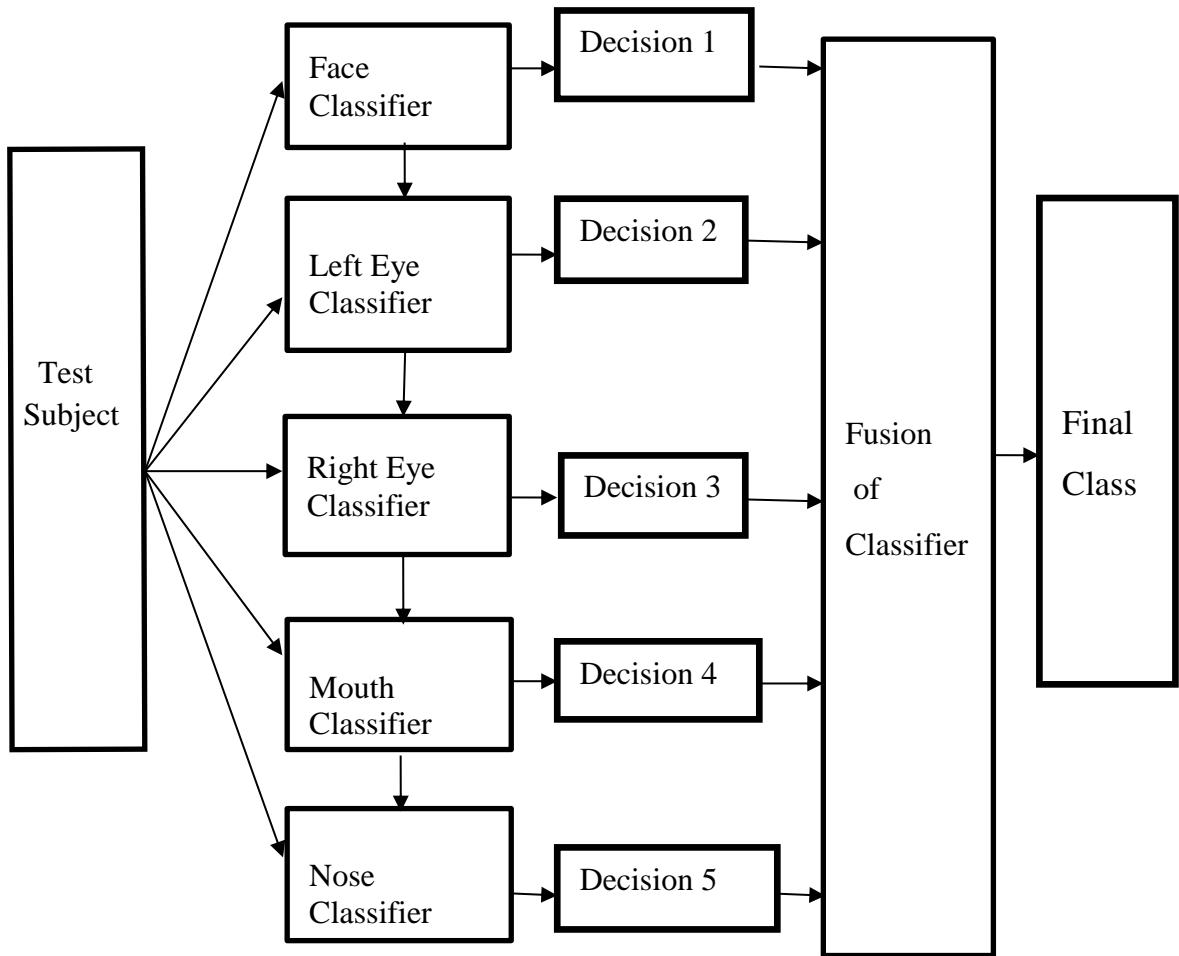 Test
Subject
Face
Classifier
Decision 1
Left Eye
Classifier
Decision 2
Right Eye
Classifier
Decision 3
Mouth
Classifier
Decision 4
Nose
Classifier
Decision 5
Fusion
of
Classifier
Final
Class